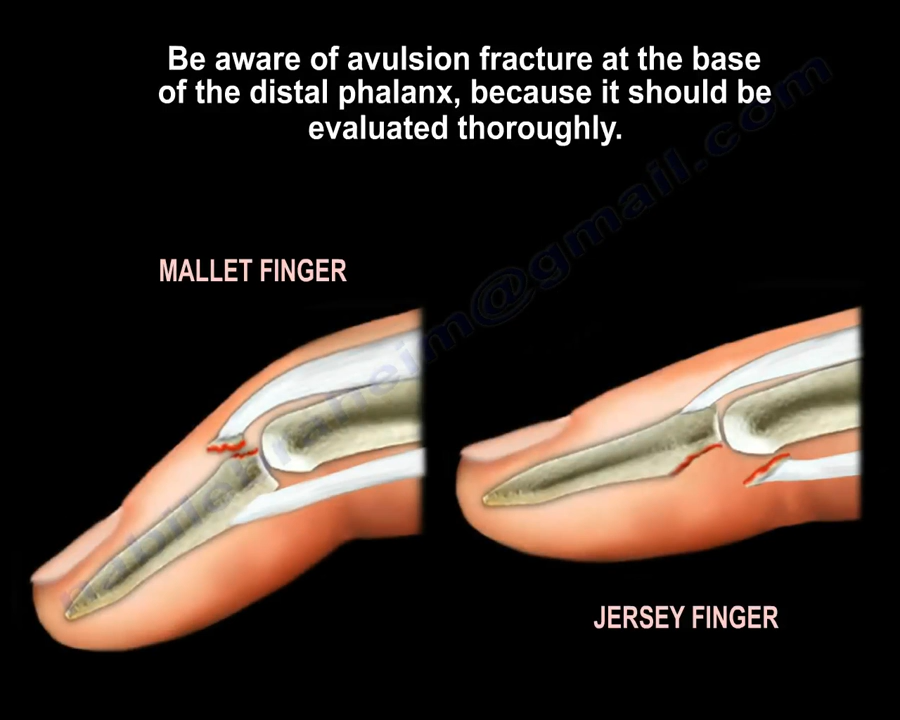 Be aware of avulsion fracture at the base
of the distal phalanx, because it should be
evaluated thoroughly.
MALLET FINGER
JERSEY FINGER